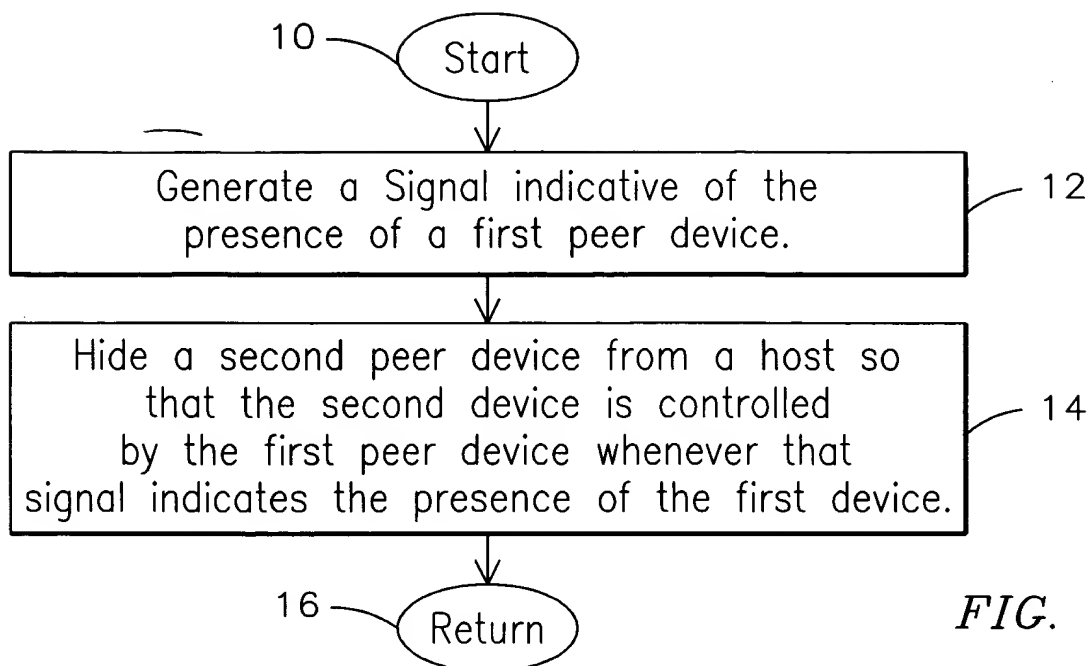 10
Start
Generate a Signal indicative of the
presence of a first peer device.
12
Hide a second peer device from a host so
that the second device is controlled
by the first peer device whenever that
signal indicates the presence of the first device.
14
16
Return
FIG.